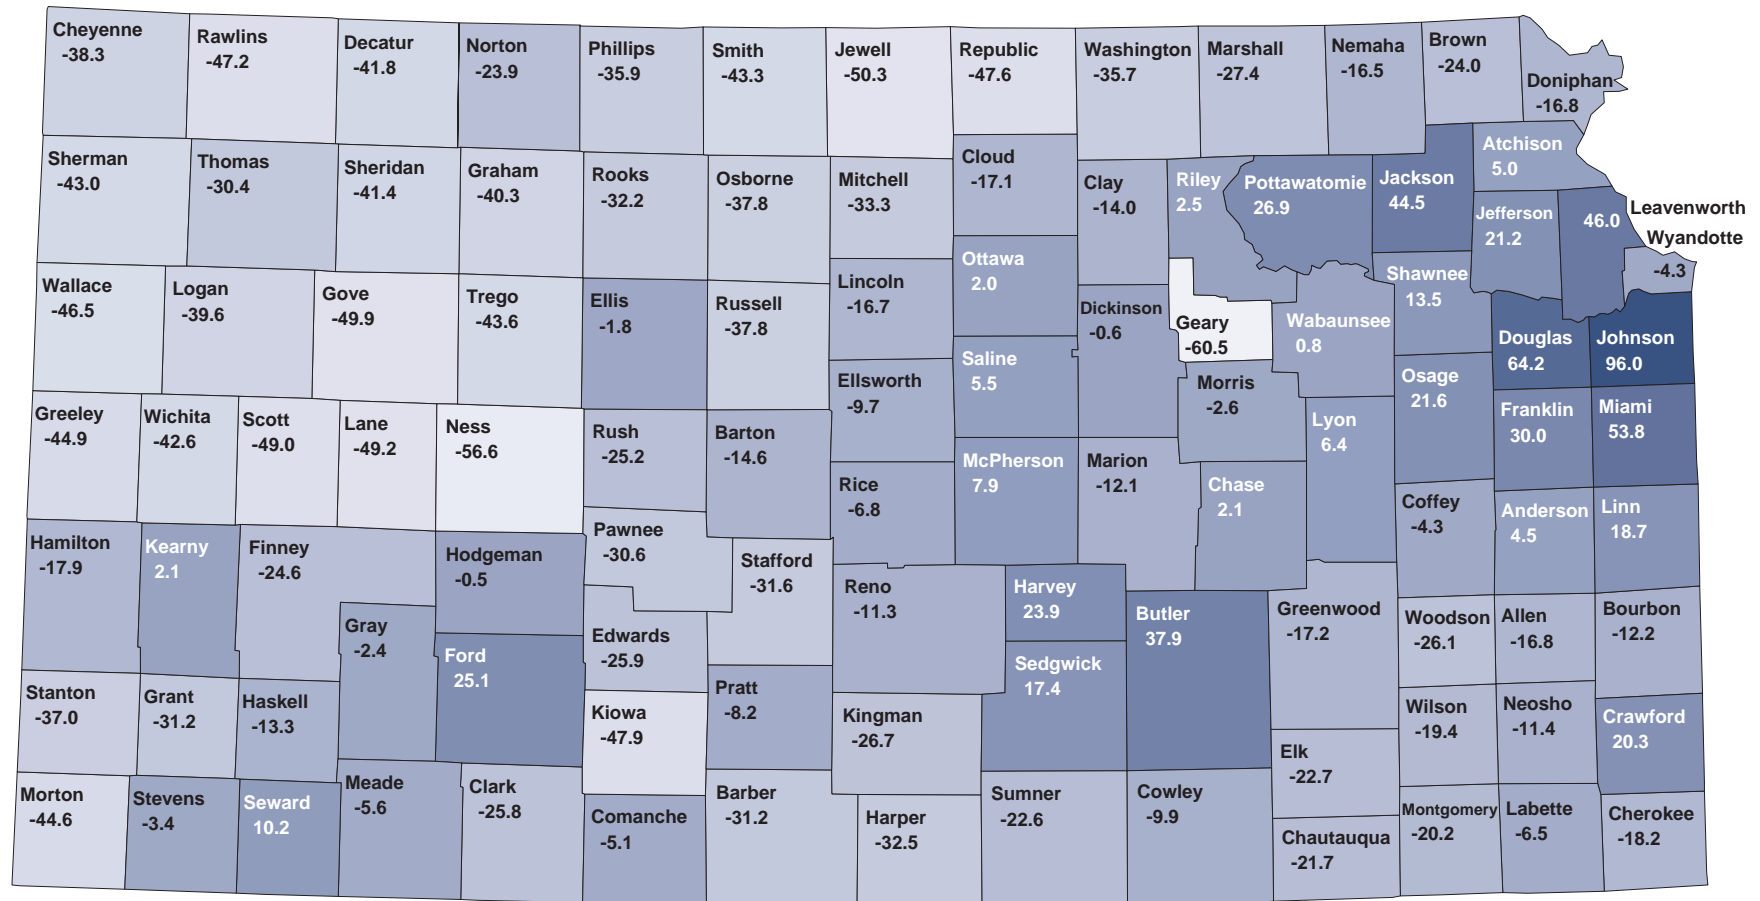 Cheyenne
-38.3
Rawlins
-47.2
Decatur
-41.8
Norton
-23.9
Phillips
-35.9
Smith
-43.3
Jewell
-50.3
Republic
-47.6
Washington
-35.7
Marshall
-27.4
Nemaha
-16.5
Brown
-24.0
Doniphan
-16.8
Sherman
-43.0
Thomas
-30.4
Sheridan
-41.4
Graham
-40.3
Rooks
-32.2
Osborne
-37.8
Mitchell
-33.3
Cloud
-17.1
Clay
-14.0
Riley
2.5
Pottawatomie
26.9
Jackson
44.5
Atchison
5.0
Jefferson
21.2
46.0
Leavenworth
Wyandotte
-4.3
Wallace
-46.5
Logan
-39.6
Gove
-49.9
Trego
-43.6
Ellis
-1.8
Russell
-37.8
Lincoln
-16.7
Ottawa
2.0
Dickinson
-0.6
Geary
-60.5
Wabaunsee
0.8
Shawnee
13.5
Douglas
64.2
Johnson
96.0
Ellsworth
-9.7
Saline
5.5
Morris
-2.6
Osage
21.6
Franklin
30.0
Miami
53.8
Greeley
-44.9
Wichita
-42.6
Scott
-49.0
Lane
-49.2
Ness
-56.6
Rush
-25.2
Barton
-14.6
Rice
-6.8
McPherson
7.9
Marion
-12.1
Chase
2.1
Lyon
6.4
Coffey
-4.3
Anderson
4.5
Linn
18.7
Hamilton
-17.9
Kearny
2.1
Finney
-24.6
Hodgeman
-0.5
Pawnee
-30.6
Stafford
-31.6
Reno
-11.3
Harvey
23.9
Butler
37.9
Greenwood
-17.2
Woodson
-26.1
Allen
-16.8
Bourbon
-12.2
Gray
-2.4
Ford
25.1
Edwards
-25.9
Sedgwick
17.4
Stanton
-37.0
Grant
-31.2
Haskell
-13.3
Kiowa
-47.9
Pratt
-8.2
Kingman
-26.7
Wilson
-19.4
Neosho
-11.4
Crawford
20.3
Elk
-22.7
Morton
-44.6
Stevens
-3.4
Seward
10.2
Meade
-5.6
Clark
-25.8
Comanche
-5.1
Barber
-31.2
Harper
-32.5
Sumner
-22.6
Cowley
-9.9
Chautauqua
-21.7
Montgomery
-20.2
Labette
-6.5
Cherokee
-18.2